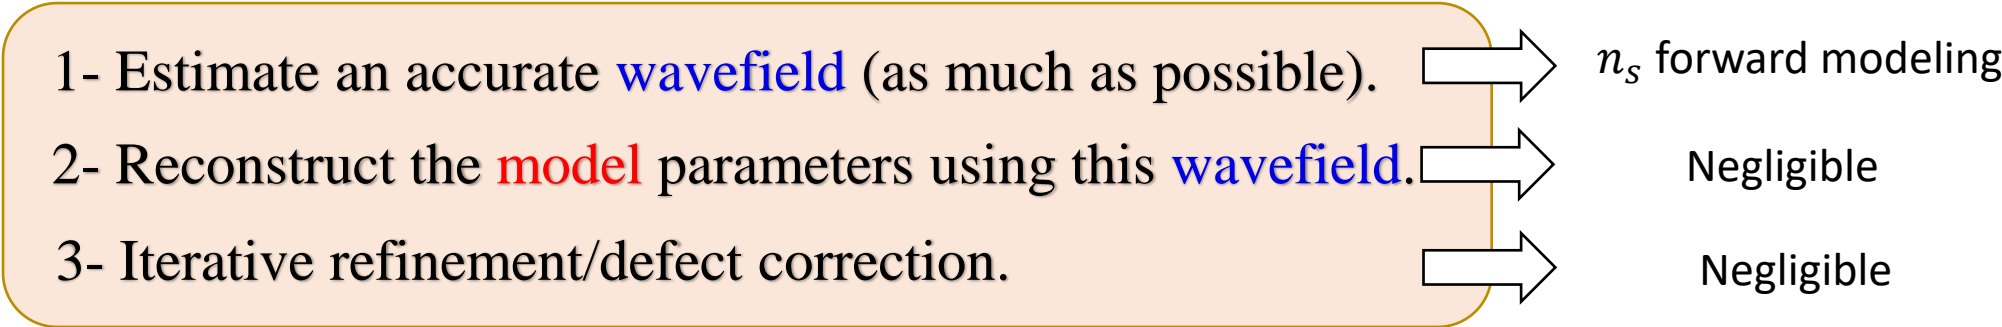 1- Estimate an accurate wavefield (as much as possible). n_s forward modeling
2- Reconstruct the model parameters using this wavefield. Negligible
3- Iterative refinement/defect correction. Negligible